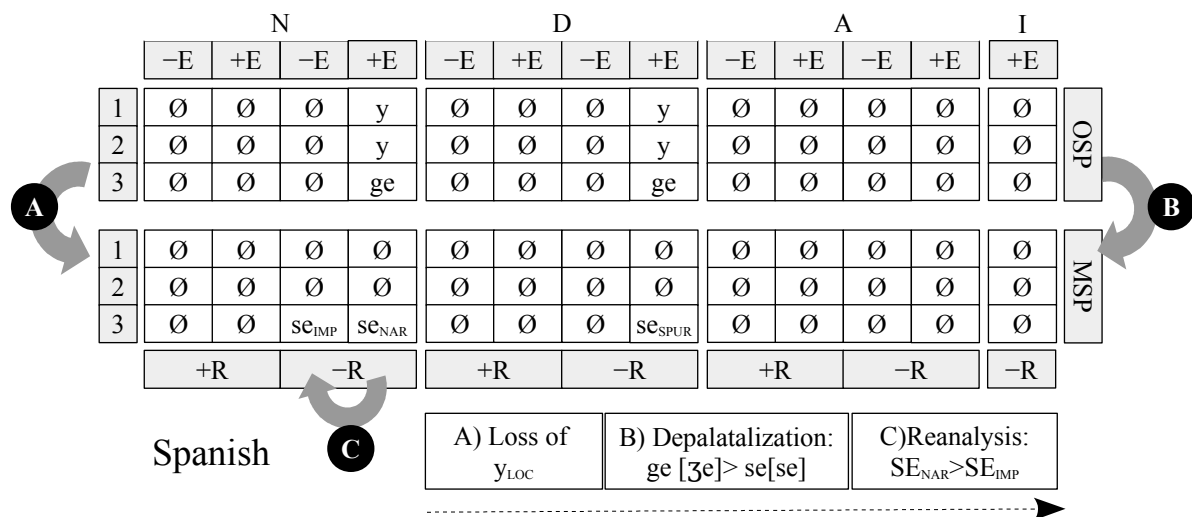 N D A I
−E +E −E +E −E +E −E +E −E +E −E +E +E
1 Ø Ø Ø y Ø Ø Ø y Ø Ø Ø Ø Ø
2 Ø Ø Ø y Ø Ø Ø y Ø Ø Ø Ø Ø
3 Ø Ø Ø ge Ø Ø Ø ge Ø Ø Ø Ø Ø
OSP
A
B
1 Ø Ø Ø Ø Ø Ø Ø Ø Ø Ø Ø Ø Ø
2 Ø Ø Ø Ø Ø Ø Ø Ø Ø Ø Ø Ø Ø
3 Ø Ø seIMP seNAR Ø Ø Ø seSPUR Ø Ø Ø Ø Ø
MSP
+R −R +R −R +R −R −R
C
Spanish
A) Loss of
yLOC
B) Depalatalization:
ge [ʒe]> se[se]
C)Reanalysis:
SENAR>SEIMP